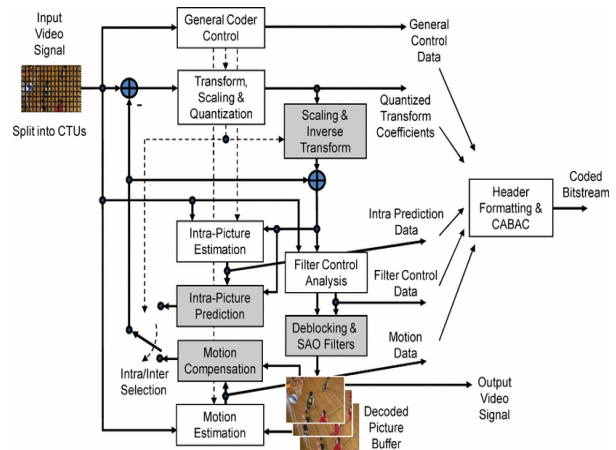 Input
Video
Signal
Split into CTUs
General Coder
Control
General
Control
Data
Transform,
Scaling &
Quantization
-
Quantized
Transform
Coefficients
Scaling &
Inverse
Transform
Coded
Bitstream
Header
Formatting &
CABAC
Intra Prediction
Data
Intra-Picture
Estimation
Filter Control
Analysis
Filter Control
Data
Intra-Picture
Prediction
Deblocking &
SAO Filters
Motion
Data
Intra/Inter
Selection
Motion
Compensation
Motion
Estimation
Decoded
Picture
Buffer
Output
Video
Signal